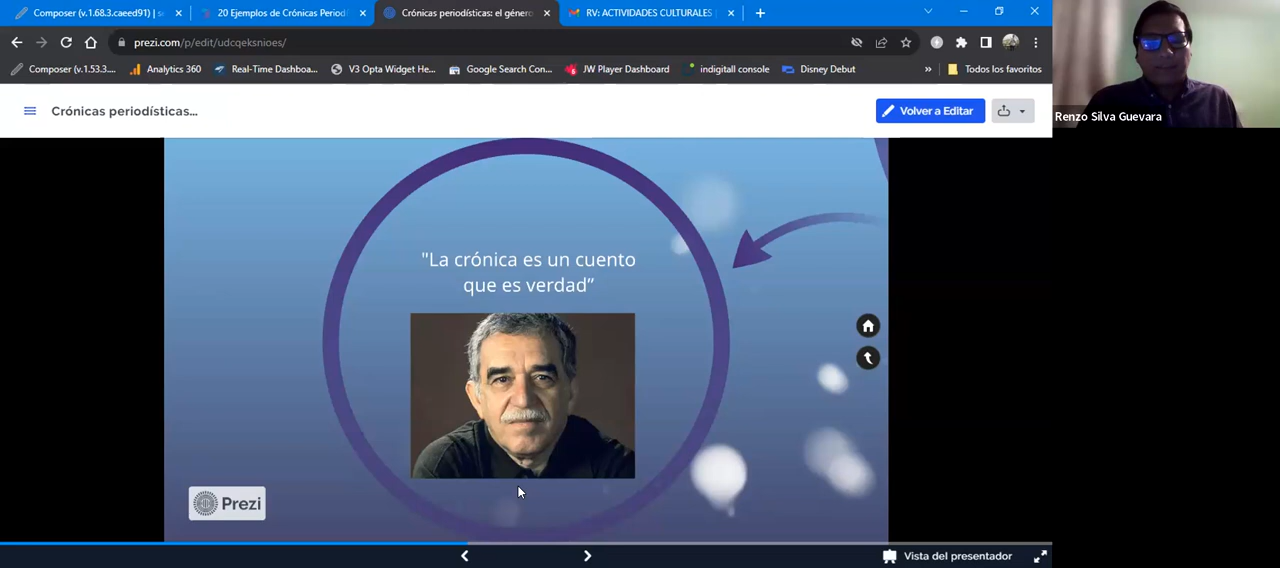 Composer (v.1.68.3.caeed91) | s
20 Ejemplos de Crónicas Periodí
Crónicas periodísticas: el género
RV: ACTIVIDADES CULTURALES
prezi.com/p/edit/udcqeksnioes/
Composer (v.1.53.3....
Analytics 360
Real-Time Dashboa...
V3 Opta Widget He...
Google Search Con...
JW Player Dashboard
indigitall console
Disney Debut
»
Todos los favoritos
Crónicas periodísticas...
Volver a Editar
Renzo Silva Guevara
"La crónica es un cuento
que es verdad”
Prezi
Vista del presentador